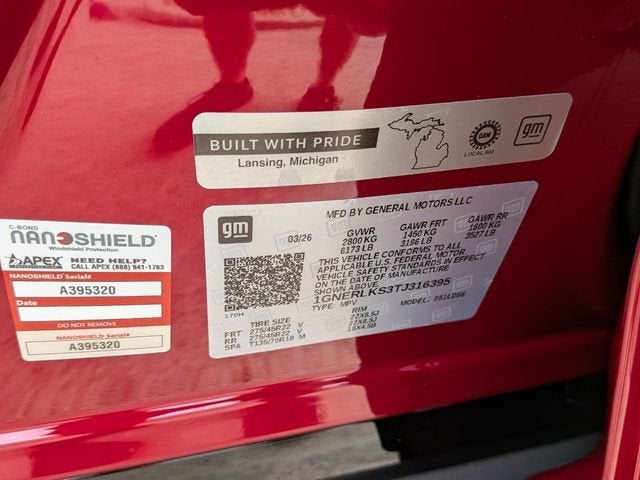 BUILT WITH PRIDE
Lansing, Michigan
UAW
LOCAL 602
gm
gm
MFD BY GENERAL MOTORS LLC
03/26
GVWR
2800 KG
6173 LB
GAWR FRT
1450 KG
3196 LB
GAWR RR
1600 KG
3527 LB
THIS VEHICLE CONFORMS TO ALL
APPLICABLE U.S. FEDERAL MOTOR
VEHICLE SAFETY STANDARDS IN EFFECT
ON THE DATE OF MANUFACTURE
SHOWN ABOVE.
1GNERLKS3TJ316395
TYPE: MPV
MODEL: 3S1LD56
170H
TIRE SIZE
RIM
FRT 275/45R22 V 22X8.5J
RR 275/45R22 V 22X8.5J
SPA T135/70R18 M 18X4.5B
C-BOND
NANOSHIELD
Windshield Protection
APEX
NEED HELP?
CALL APEX (888) 941-1763
NANOSHIELD Serial#
A395320
Date
DO NOT REMOVE
NANOSHIELD Serial#
A395320